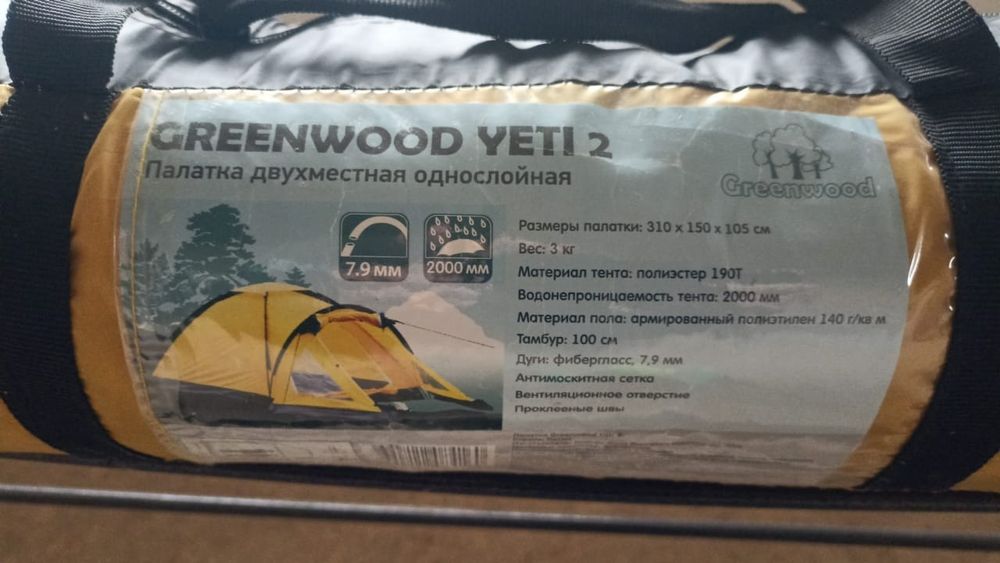 GREENWOOD YETI 2
Палатка двухместная однослойная
Greenwood
7.9 мм
2000 мм
Размеры палатки: 310 x 150 x 105 см
Вес: 3 кг
Материал тента: полиэстер 190Т
Водонепроницаемость тента: 2000 мм
Материал пола: армированный полиэтилен 140 г/кв м
Тамбур: 100 см
Дуги: фибергласс, 7,9 мм
Антимоскитная сетка
Вентиляционное отверстие
Проклеенные швы